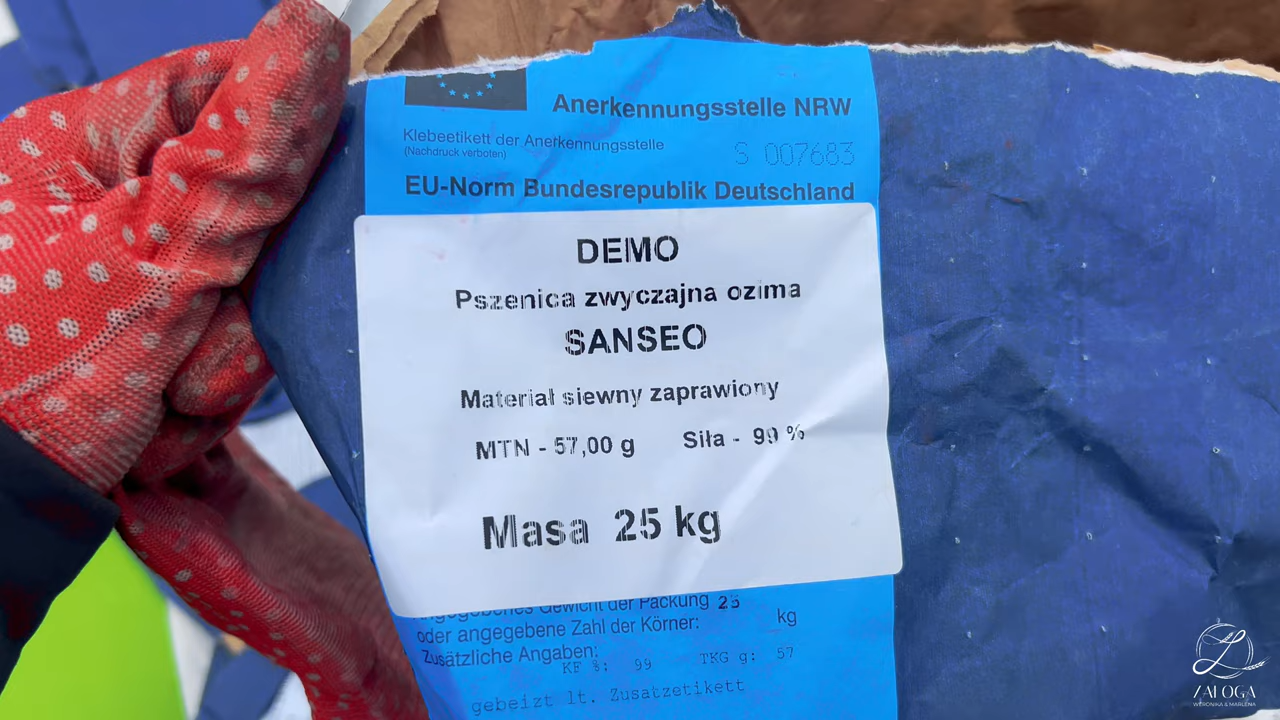 Anerkennungsstelle NRW
Klebeetikett der Anerkennungsstelle
(Nachdruck verboten)
S 007683
EU-Norm Bundesrepublik Deutschland
DEMO
Pszenica zwyczajna ozima
SANSEO
Materiał siewny zaprawiony
MTN - 57,00 g Siła - 99 %
Masa 25 kg
angegebenes Gewicht der Packung 25
oder angegebene Zahl der Körner: kg
Zusätzliche Angaben:
KF %: 99 TKG g: 57
gebeizt lt. Zusatzetikett
ZAŁOGA
WERONIKA & MARLENA